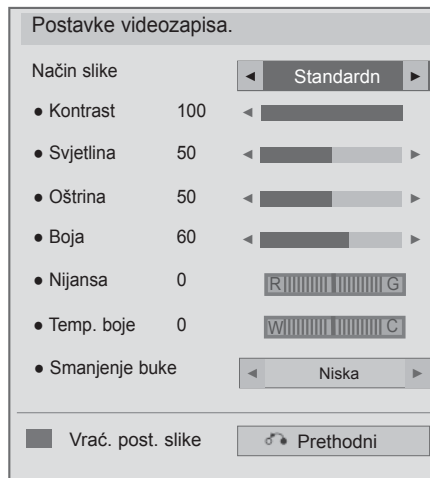 Postavke videozapisa.
Način slike ◄ Standardn ►
● Kontrast 100 ◄
● Svjetlina 50 ◄ ►
● Oštrina 50 ◄ ►
● Boja 60 ◄ ►
● Nijansa 0 R G
● Temp. boje 0 W C
● Smanjenje buke ◄ Niska ►
Vrać. post. slike Prethodni